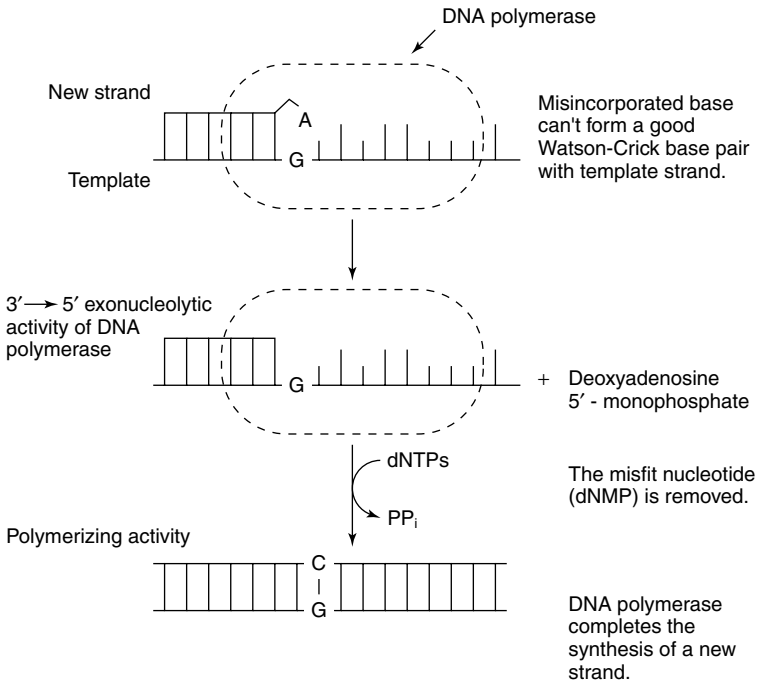 DNA polymerase
New strand
A
G
Template
Misincorporated base
can't form a good
Watson-Crick base pair
with template strand.
3′ → 5′ exonucleolytic
activity of DNA
polymerase
G
+ Deoxyadenosine
5′ - monophosphate
dNTPs
PPi
The misfit nucleotide
(dNMP) is removed.
Polymerizing activity
C
G
DNA polymerase
completes the
synthesis of a new
strand.